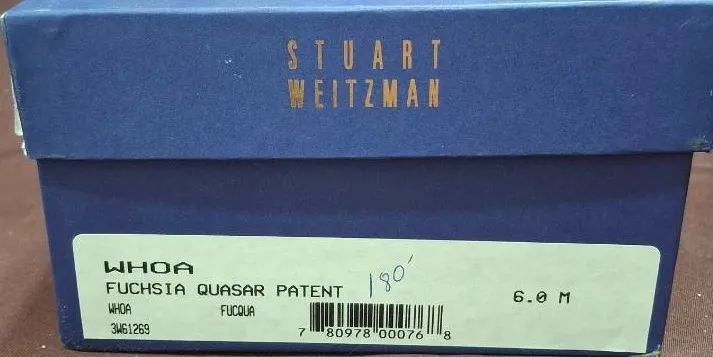 STUART
WEITZMAN
WHOA
FUCHSIA QUASAR PATENT 180'
6.0 M
WHOA FUCQUA
3W61269
7 80978 00076 8